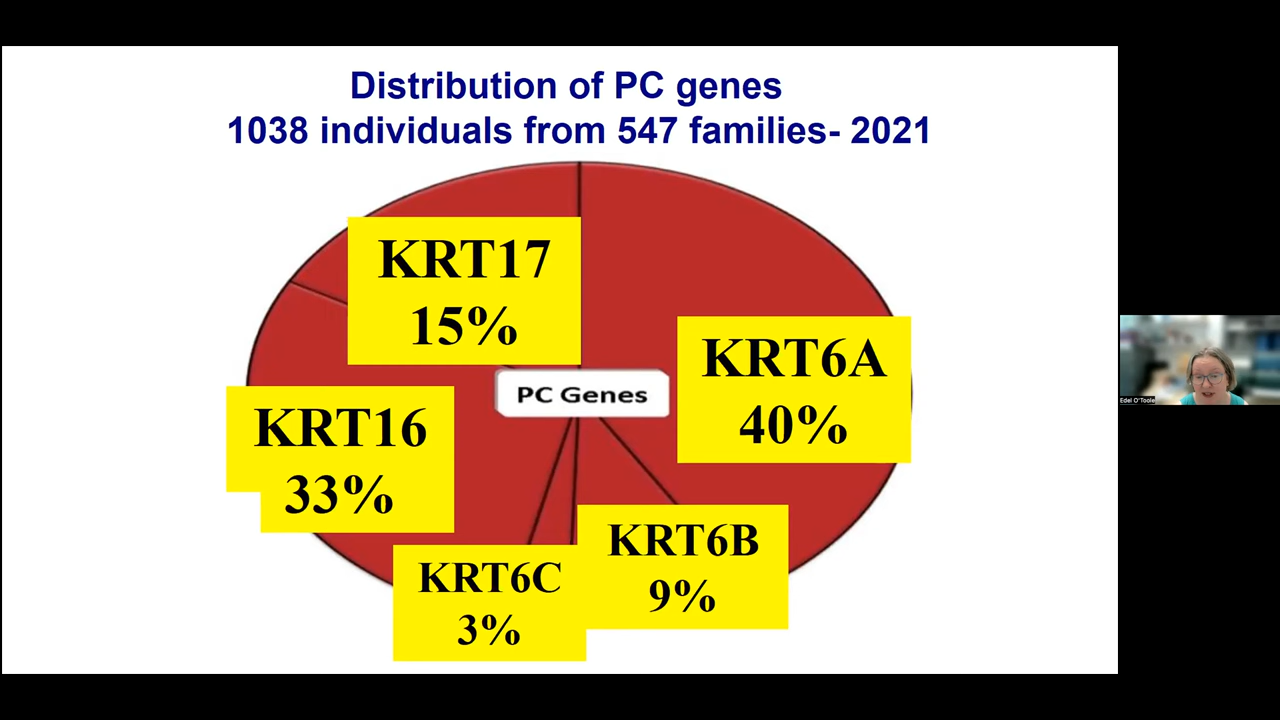 Distribution of PC genes
1038 individuals from 547 families- 2021
KRT17
15%
KRT6A
40%
PC Genes
KRT16
33%
KRT6B
9%
KRT6C
3%
Edel O'Toole